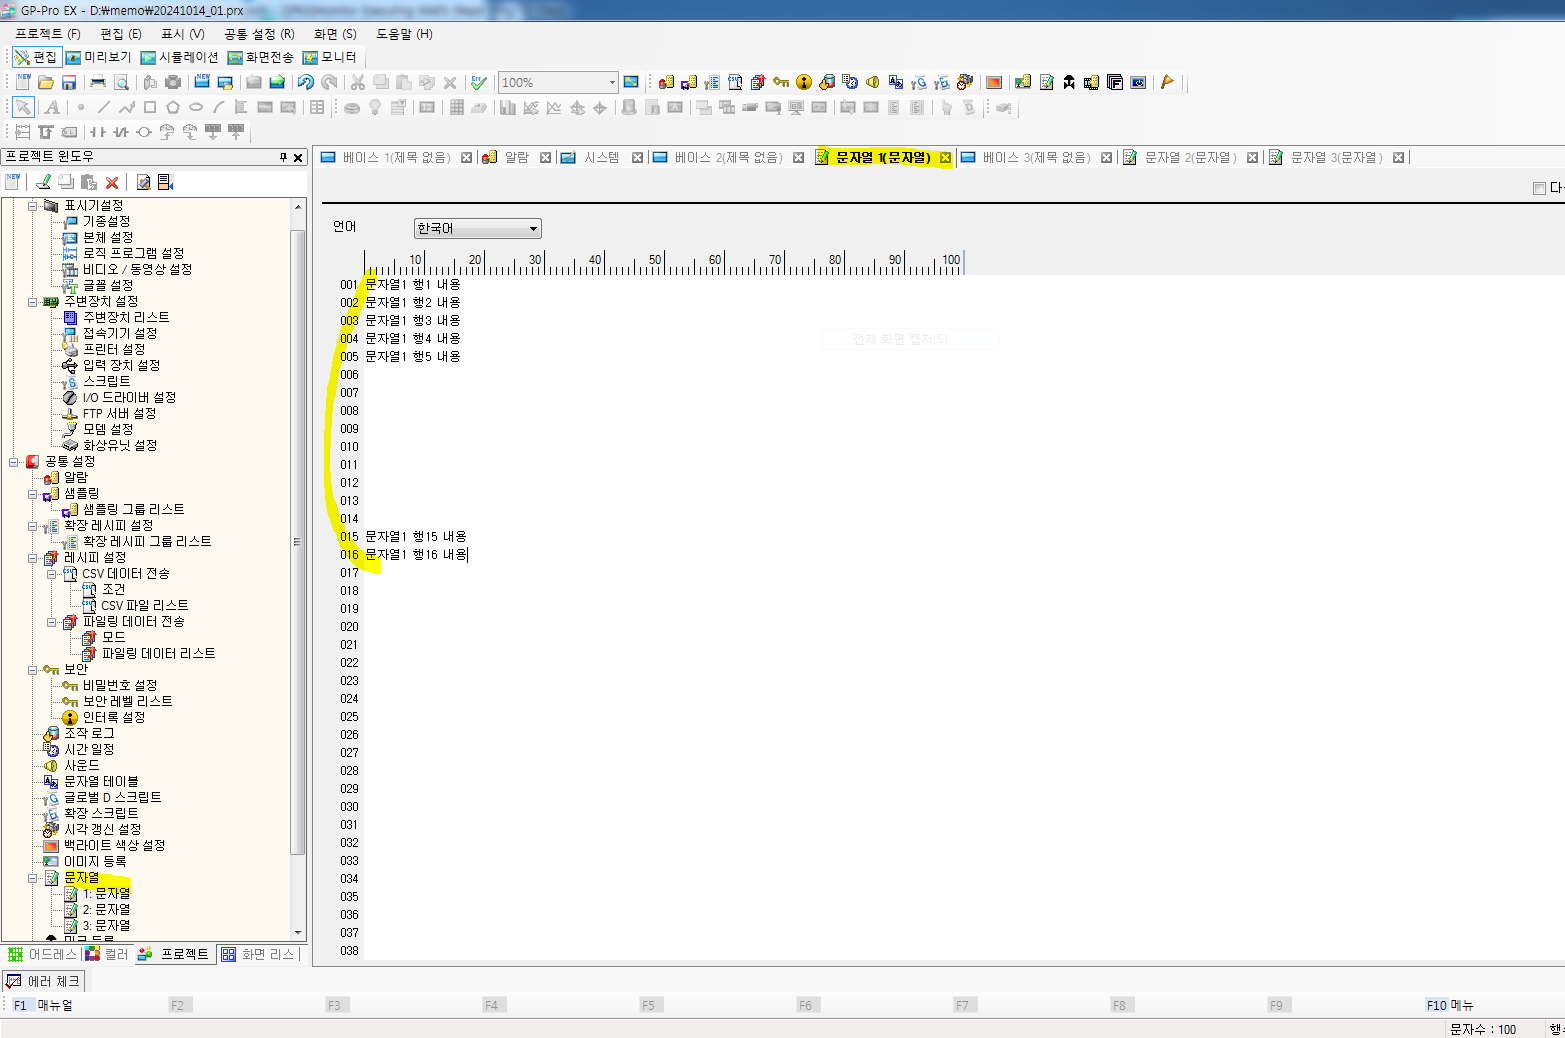 GP-Pro EX - D:\memo\20241014_01.prx
프로젝트 (F) 편집 (E) 표시 (V) 공통 설정 (R) 화면 (S) 도움말 (H)
편집 미리보기 시뮬레이션 화면전송 모니터
100%
프로젝트 윈도우
베이스 1(제목 없음) 알람 시스템 베이스 2(제목 없음) 문자열 1(문자열) 베이스 3(제목 없음) 문자열 2(문자열) 문자열 3(문자열)
표시기설정
기종설정
본체 설정
로직 프로그램 설정
비디오 / 동영상 설정
글꼴 설정
주변장치 설정
주변장치 리스트
접속기기 설정
프린터 설정
입력 장치 설정
스크립트
I/O 드라이버 설정
FTP 서버 설정
모뎀 설정
화상유닛 설정
공통 설정
알람
샘플링
샘플링 그룹 리스트
확장 레시피 설정
확장 레시피 그룹 리스트
레시피 설정
CSV 데이터 전송
조건
CSV 파일 리스트
파일링 데이터 전송
모드
파일링 데이터 리스트
보안
비밀번호 설정
보안 레벨 리스트
인터록 설정
조작 로그
시간 일정
사운드
문자열 테이블
글로벌 D 스크립트
확장 스크립트
시각 갱신 설정
백라이트 색상 설정
이미지 등록
문자열
1: 문자열
2: 문자열
3: 문자열
어드레스 컬러 프로젝트 화면 리스
다
언어 한국어
10 20 30 40 50 60 70 80 90 100
001 문자열1 행1 내용
002 문자열1 행2 내용
003 문자열1 행3 내용
004 문자열1 행4 내용
005 문자열1 행5 내용
006
007
008
009
010
011
012
013
014
015 문자열1 행15 내용
016 문자열1 행16 내용
017
018
019
020
021
022
023
024
025
026
027
028
029
030
031
032
033
034
035
036
037
038
전체 화면 캡처(S)
에러 체크
F1 매뉴얼 F2 F3 F4 F5 F6 F7 F8 F9 F10 메뉴
문자수 : 100 행